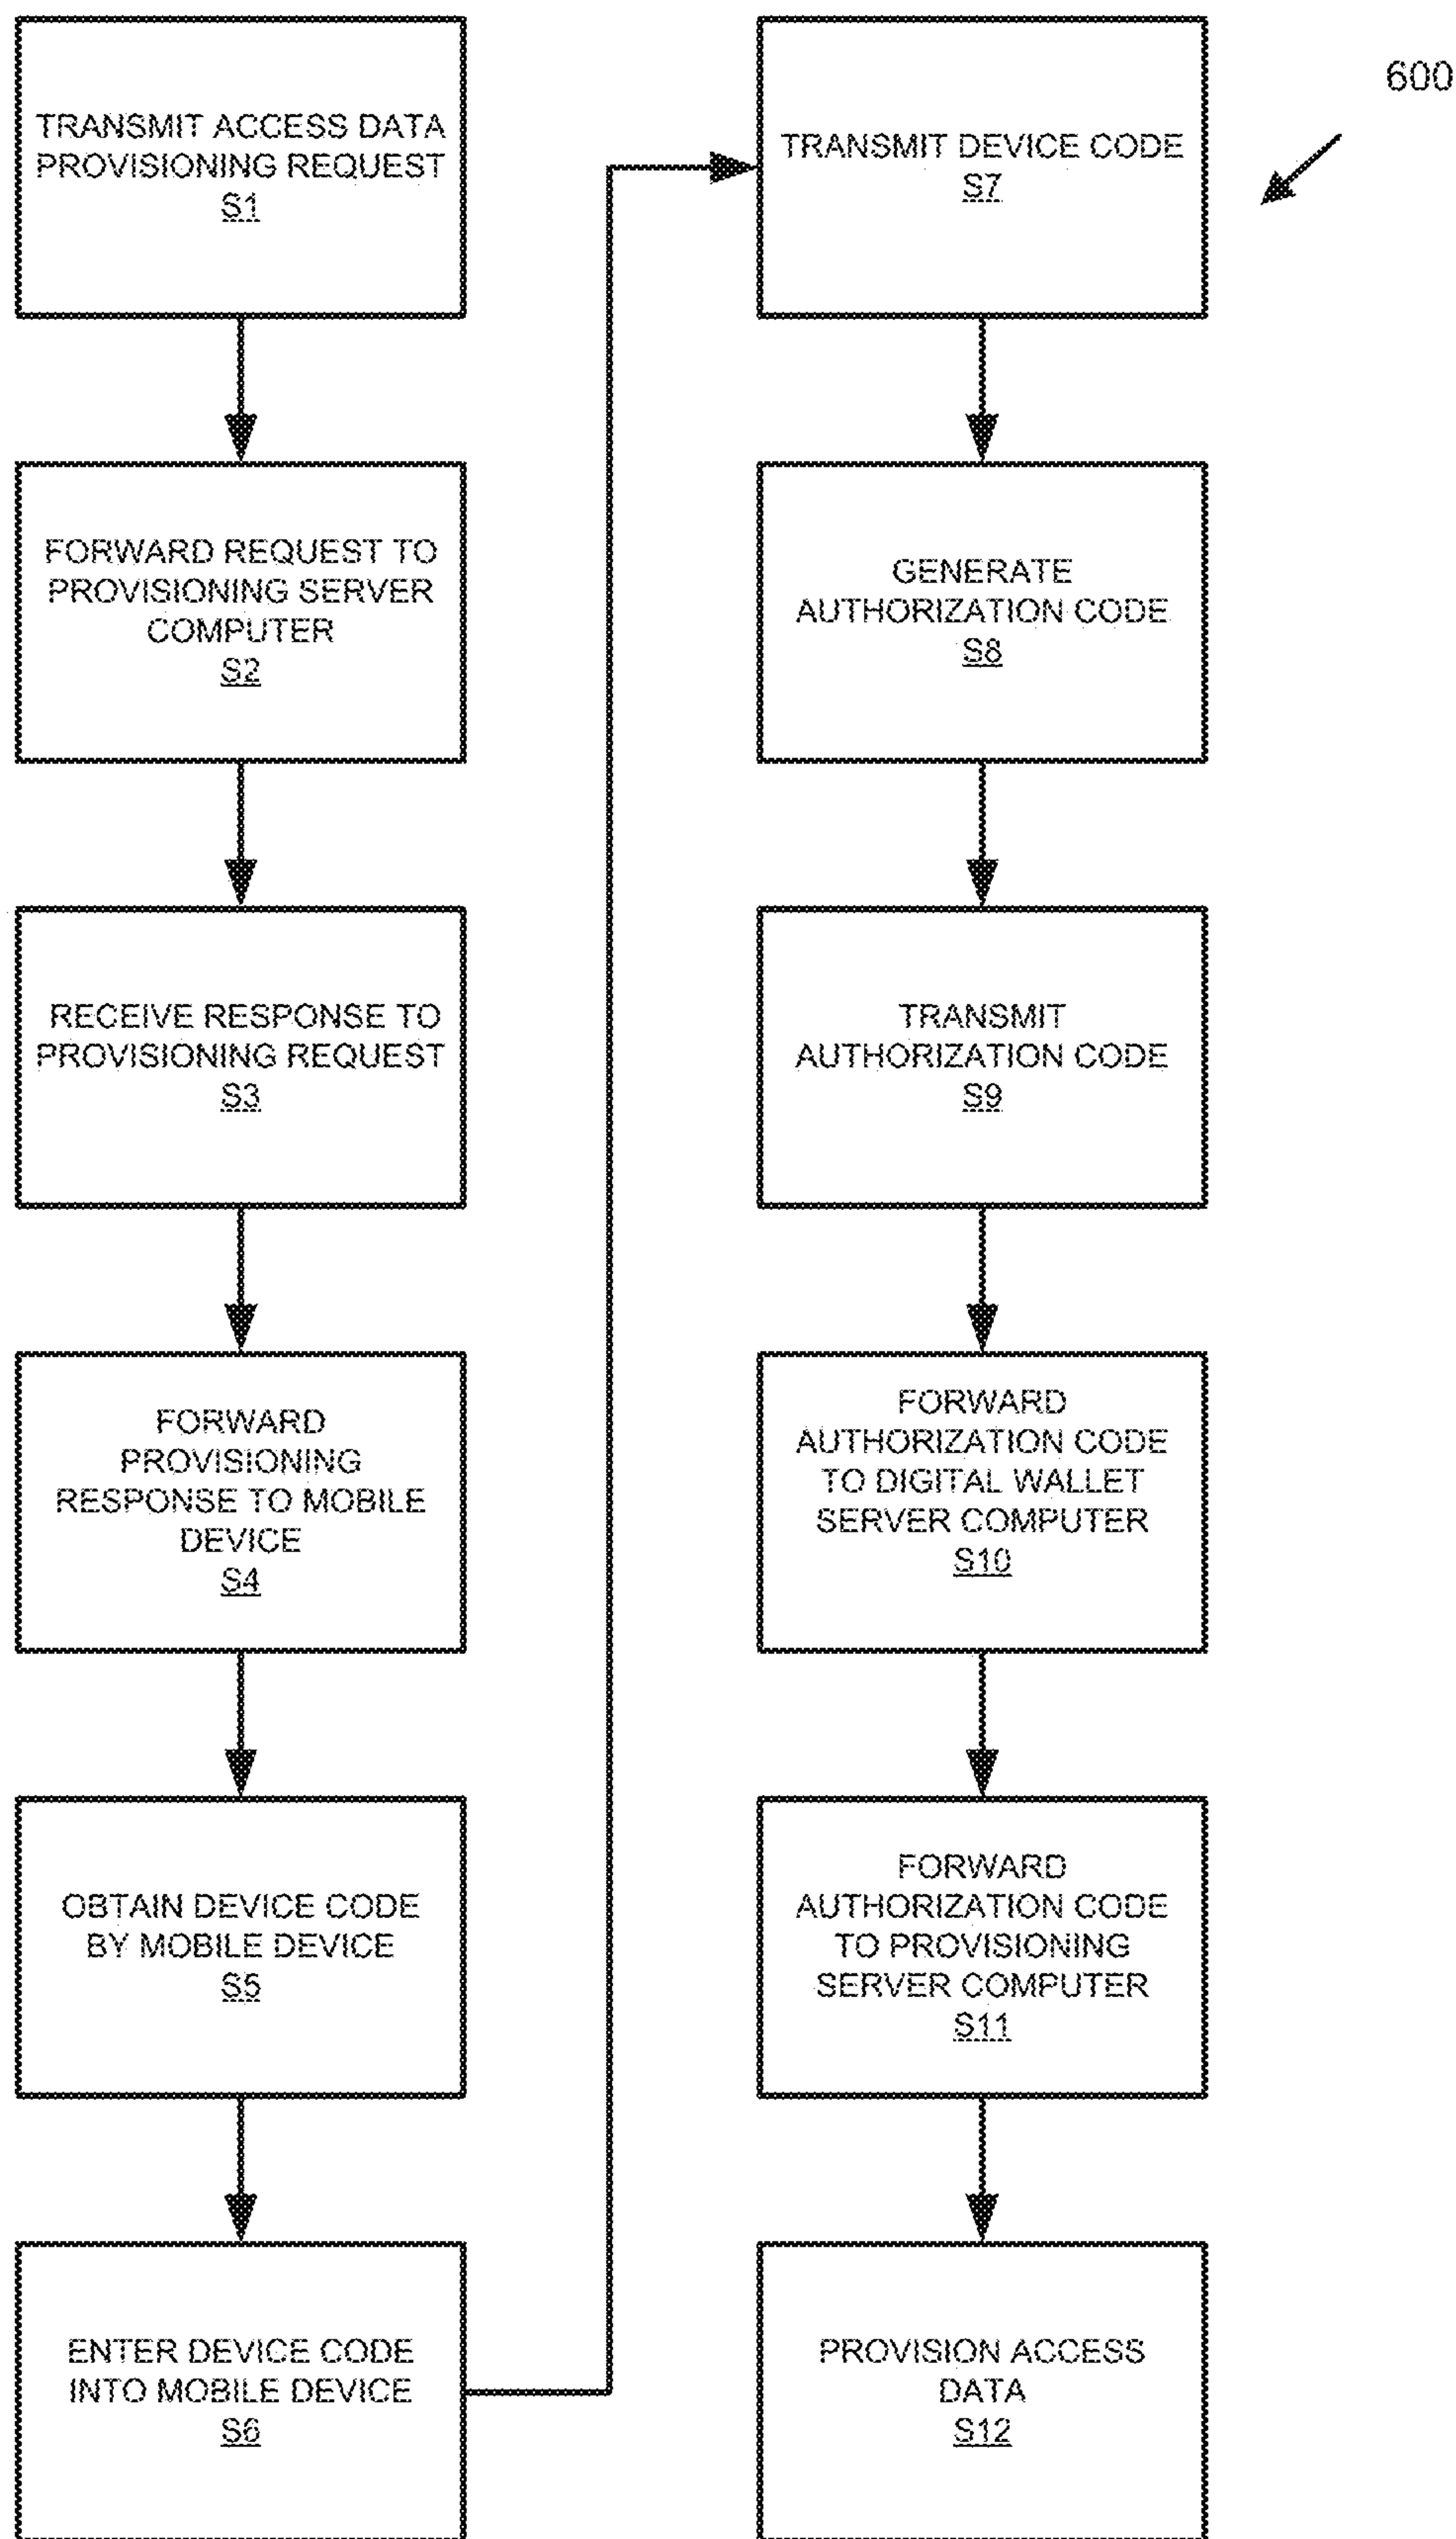 TRANSMIT ACCESS DATA
PROVISIONING REQUEST
S1
FORWARD REQUEST TO
PROVISIONING SERVER
COMPUTER
S2
RECEIVE RESPONSE TO
PROVISIONING REQUEST
S3
FORWARD
PROVISIONING
RESPONSE TO MOBILE
DEVICE
S4
OBTAIN DEVICE CODE
BY MOBILE DEVICE
S5
ENTER DEVICE CODE
INTO MOBILE DEVICE
S6
TRANSMIT DEVICE CODE
S7
GENERATE
AUTHORIZATION CODE
S8
TRANSMIT
AUTHORIZATION CODE
S9
FORWARD
AUTHORIZATION CODE
TO DIGITAL WALLET
SERVER COMPUTER
S10
FORWARD
AUTHORIZATION CODE
TO PROVISIONING
SERVER COMPUTER
S11
PROVISION ACCESS
DATA
S12
600